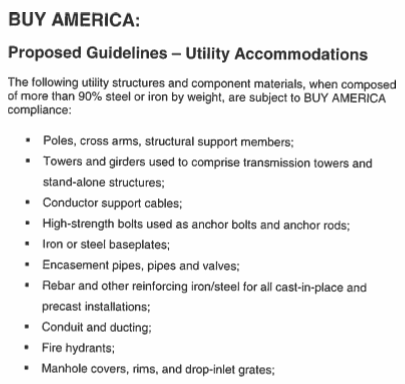 BUY AMERICA:
Proposed Guidelines – Utility Accommodations
The following utility structures and component materials, when composed
of more than 90% steel or iron by weight, are subject to BUY AMERICA
compliance:
▪ Poles, cross arms, structural support members;
▪ Towers and girders used to comprise transmission towers and
stand-alone structures;
▪ Conductor support cables;
▪ High-strength bolts used as anchor bolts and anchor rods;
▪ Iron or steel baseplates;
▪ Encasement pipes, pipes and valves;
▪ Rebar and other reinforcing iron/steel for all cast-in-place and
precast installations;
▪ Conduit and ducting;
▪ Fire hydrants;
▪ Manhole covers, rims, and drop-inlet grates;